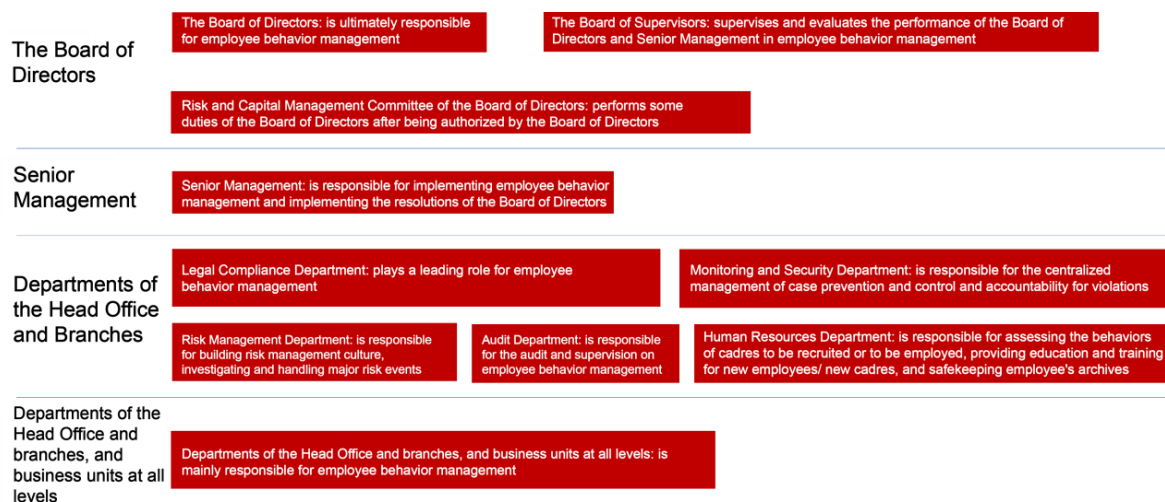 The Board of
Directors
The Board of Directors: is ultimately responsible
for employee behavior management
The Board of Supervisors: supervises and evaluates the performance of the Board of
Directors and Senior Management in employee behavior management
Risk and Capital Management Committee of the Board of Directors: performs some
duties of the Board of Directors after being authorized by the Board of Directors
Senior
Management
Senior Management: is responsible for implementing employee behavior
management and implementing the resolutions of the Board of Directors
Departments of
the Head Office
and Branches
Legal Compliance Department: plays a leading role for employee
behavior management
Monitoring and Security Department: is responsible for the centralized
management of case prevention and control and accountability for violations
Risk Management Department: is responsible
for building risk management culture,
investigating and handling major risk events
Audit Department: is responsible
for the audit and supervision on
employee behavior management
Human Resources Department: is responsible for assessing the behaviors
of cadres to be recruited or to be employed, providing education and training
for new employees/ new cadres, and safekeeping employee's archives
Departments of the
Head Office and
branches, and
business units at all
levels
Departments of the Head Office and branches, and business units at all levels: is
mainly responsible for employee behavior management